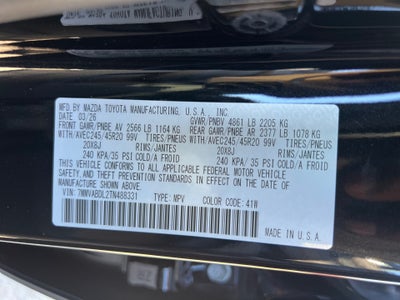 MFD BY MAZDA TOYOTA MANUFACTURING, U.S.A., INC.
DATE 03/26 GVWR/PNBV 4861 LB 2205 KG
FRONT GAWR/PNBE AV 2566 LB 1164 KG REAR GAWR/PNBE AR 2377 LB 1078 KG
WITH/AVEC245/45R20 99V TIRES/PNEUS WITH/AVEC245/45R20 99V TIRES/PNEUS
20X8J RIMS/JANTES 20X8J RIMS/JANTES
240 KPA/35 PSI COLD/A FROID 240 KPA/ 35 PSI COLD/A FROID
THIS VEHICLE CONFORMS TO ALL APPLICABLE FEDERAL MOTOR VEHICLE
SAFETY, BUMPER, AND THEFT PREVENTION STANDARDS IN EFFECT
ON THE DATE OF MANUFACTURE SHOWN ABOVE.
VIN: 7MMVABDL2TN488331 TYPE: MPV COLOR CODE: 41W
MADE IN U.S.A.